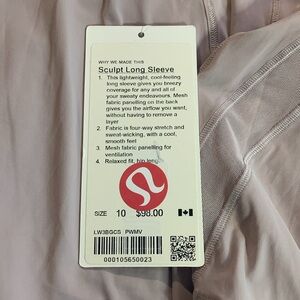 WHY WE MADE THIS
Sculpt Long Sleeve
1. This lightweight, cool-feeling
long sleeve gives you breezy
coverage for any and all of
your sweaty endeavours. Mesh
fabric panelling on the back
gives you the airflow you want,
without having to remove a
layer
2. Fabric is four-way stretch and
sweat-wicking, with a cool,
smooth feel
3. Mesh fabric panelling for
ventilation
4. Relaxed fit, hip length
SIZE 10 $98.00
LW3BGCS PWMV
000105650023